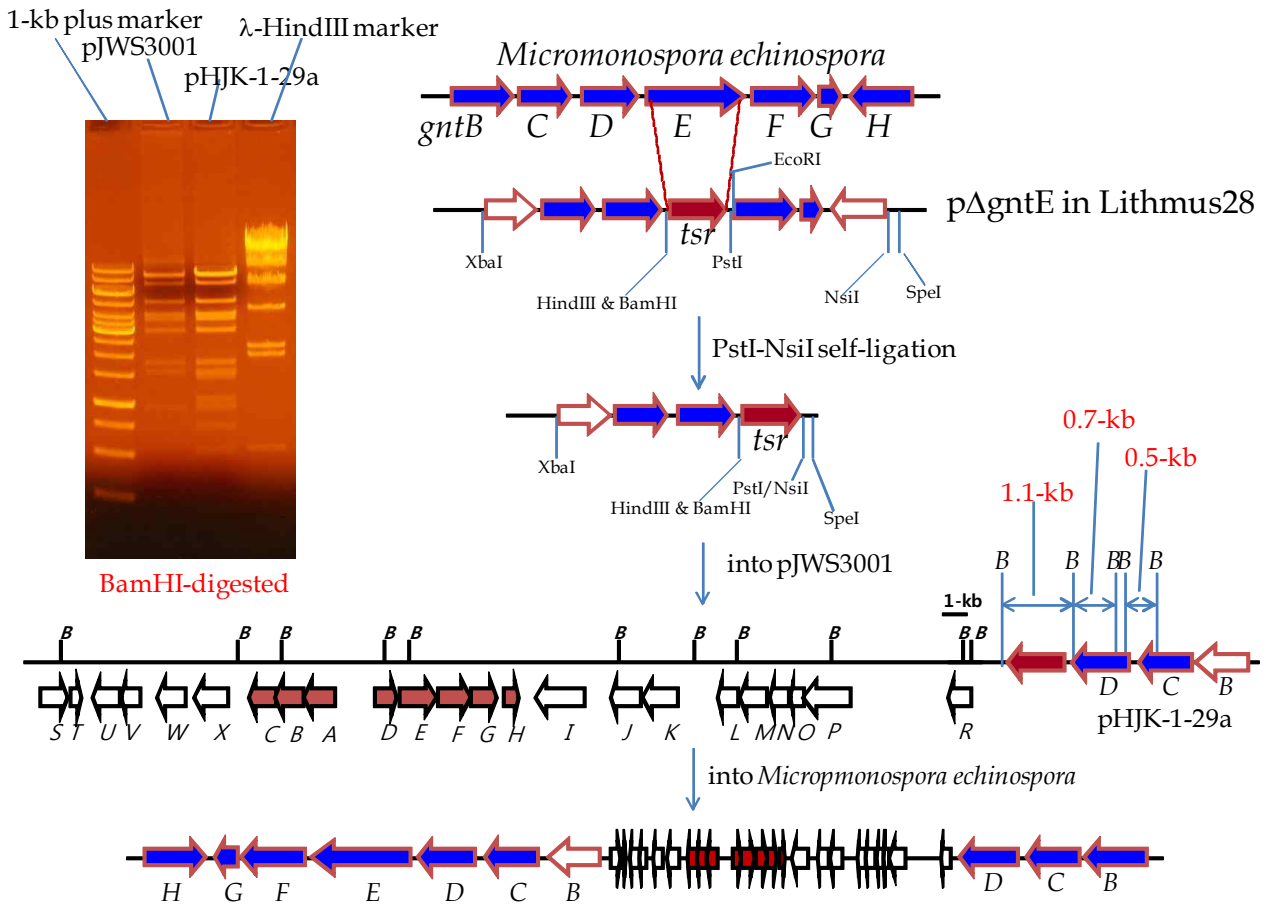 1-kb plus marker
pJWS3001
λ-HindIII marker
pHJK-1-29a
BamHI-digested
Micromonospora echinospora
gntB C D E F G H
EcoRI
pΔgntE in Lithmus28
tsr
XbaI
PstI
HindIII & BamHI
NsiI
SpeI
PstI-NsiI self-ligation
tsr
XbaI
PstI/NsiI
HindIII & BamHI
SpeI
into pJWS3001
0.7-kb
0.5-kb
1.1-kb
B B BB B
1-kb
B B B B B B B B B B B
D C B
S T U V W X C B A D E F G H I J K L M N O P R
pHJK-1-29a
into Micropmonospora echinospora
H G F E D C B D C B